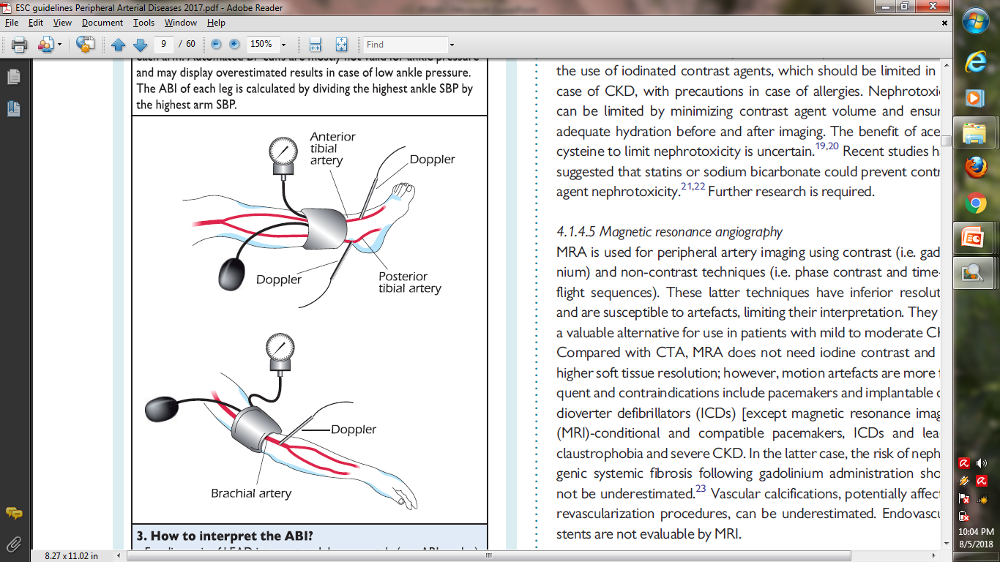 ESC guidelines Peripheral Arterial Diseases 2017.pdf - Adobe Reader
File Edit View Document Tools Window Help
9 / 60 150% Find
each arm. Automated BP cuffs are mostly not valid for ankle pressure
and may display overestimated results in case of low ankle pressure.
The ABI of each leg is calculated by dividing the highest ankle SBP by
the highest arm SBP.
Anterior
tibial
artery
Doppler
Doppler
Posterior
tibial artery
Doppler
Brachial artery
3. How to interpret the ABI?
the use of iodinated contrast agents, which should be limited in
case of CKD, with precautions in case of allergies. Nephrotoxic
can be limited by minimizing contrast agent volume and ensur
adequate hydration before and after imaging. The benefit of ace
cysteine to limit nephrotoxicity is uncertain.19,20 Recent studies h
suggested that statins or sodium bicarbonate could prevent contr
agent nephrotoxicity.21,22 Further research is required.
4.1.4.5 Magnetic resonance angiography
MRA is used for peripheral artery imaging using contrast (i.e. gad
nium) and non-contrast techniques (i.e. phase contrast and time-
flight sequences). These latter techniques have inferior resolut
and are susceptible to artefacts, limiting their interpretation. They
a valuable alternative for use in patients with mild to moderate CK
Compared with CTA, MRA does not need iodine contrast and
higher soft tissue resolution; however, motion artefacts are more f
quent and contraindications include pacemakers and implantable c
dioverter defibrillators (ICDs) [except magnetic resonance imag
(MRI)-conditional and compatible pacemakers, ICDs and lea
claustrophobia and severe CKD. In the latter case, the risk of neph
genic systemic fibrosis following gadolinium administration sho
not be underestimated.23 Vascular calcifications, potentially affect
revascularization procedures, can be underestimated. Endovascu
stents are not evaluable by MRI.
8.27 x 11.02 in
10:04 PM
8/5/2018